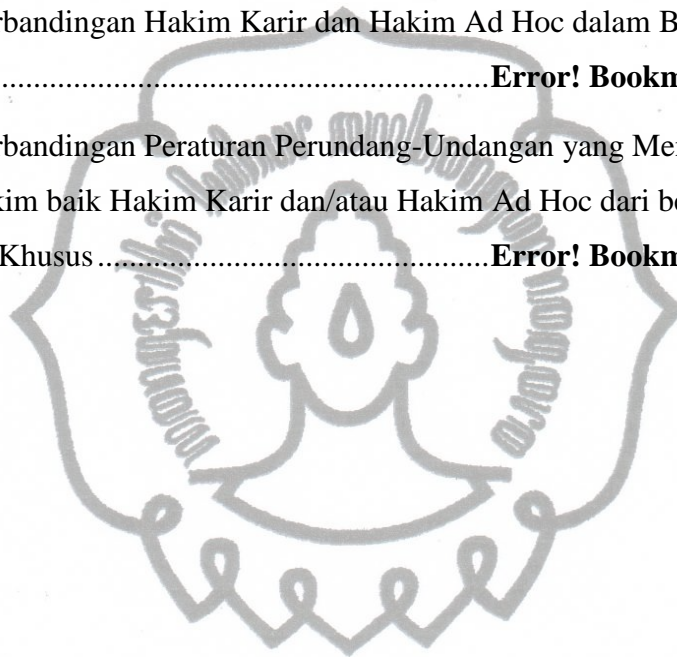 rbandingan Hakim Karir dan Hakim Ad Hoc dalam B
................................................................Error! Bookm
rbandingan Peraturan Perundang-Undangan yang Me
kim baik Hakim Karir dan/atau Hakim Ad Hoc dari be
Khusus ....................................................Error! Bookm